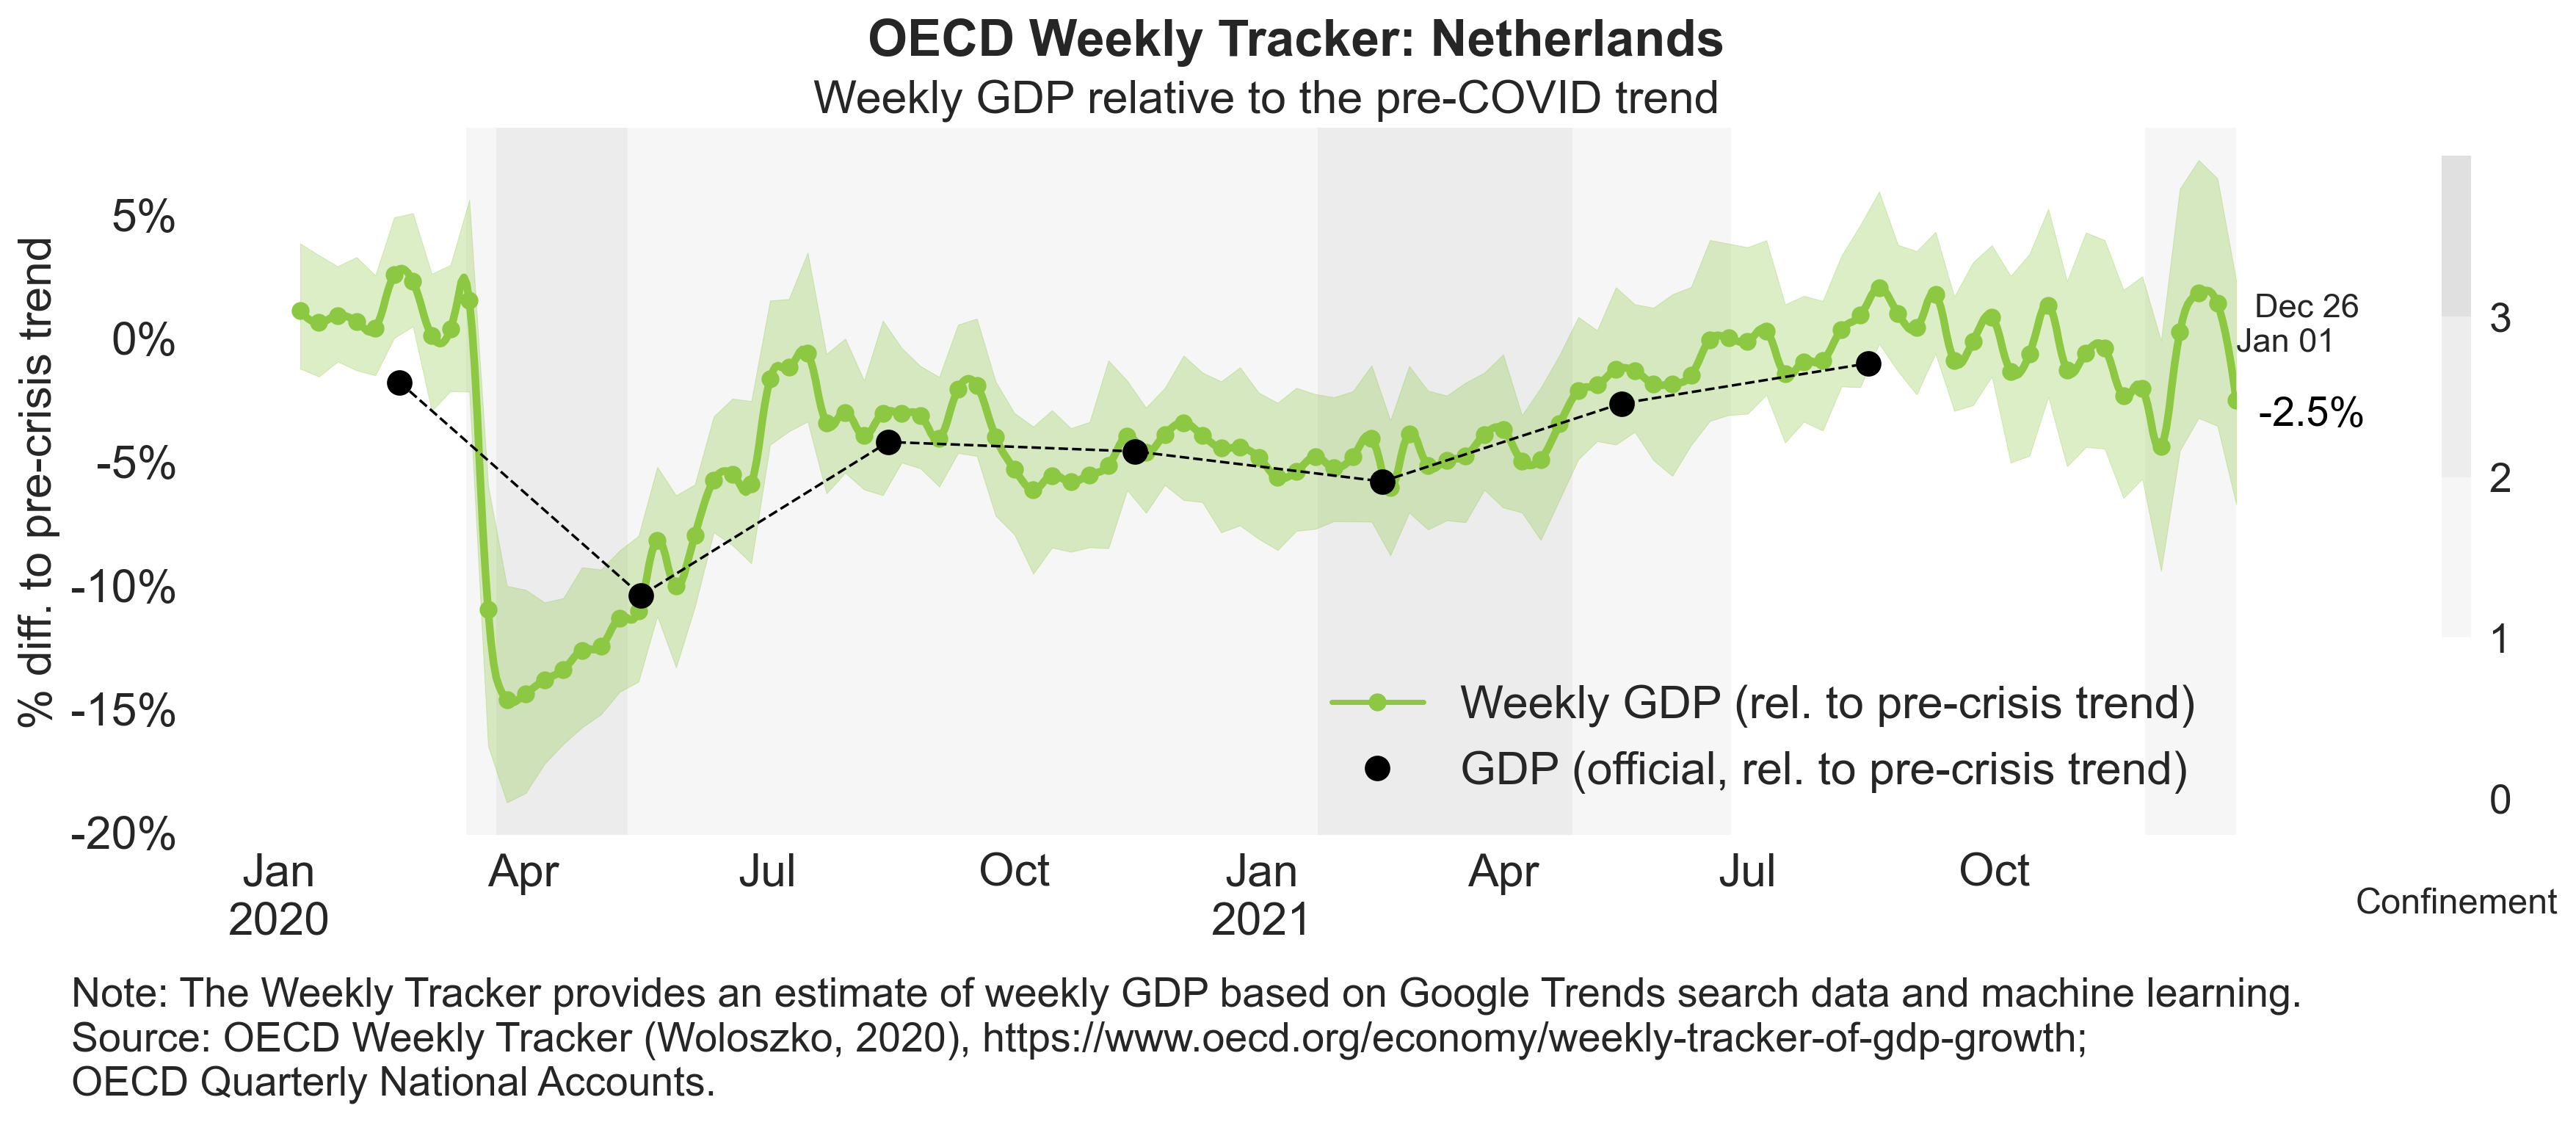 OECD Weekly Tracker: Netherlands
Weekly GDP relative to the pre-COVID trend
% diff. to pre-crisis trend
5%
0%
-5%
-10%
-15%
-20%
Jan
2020
Apr
Jul
Oct
Jan
2021
Apr
Jul
Oct
Dec 26
Jan 01
-2.5%
Weekly GDP (rel. to pre-crisis trend)
GDP (official, rel. to pre-crisis trend)
3
2
1
0
Confinement
Note: The Weekly Tracker provides an estimate of weekly GDP based on Google Trends search data and machine learning.
Source: OECD Weekly Tracker (Woloszko, 2020), https://www.oecd.org/economy/weekly-tracker-of-gdp-growth;
OECD Quarterly National Accounts.